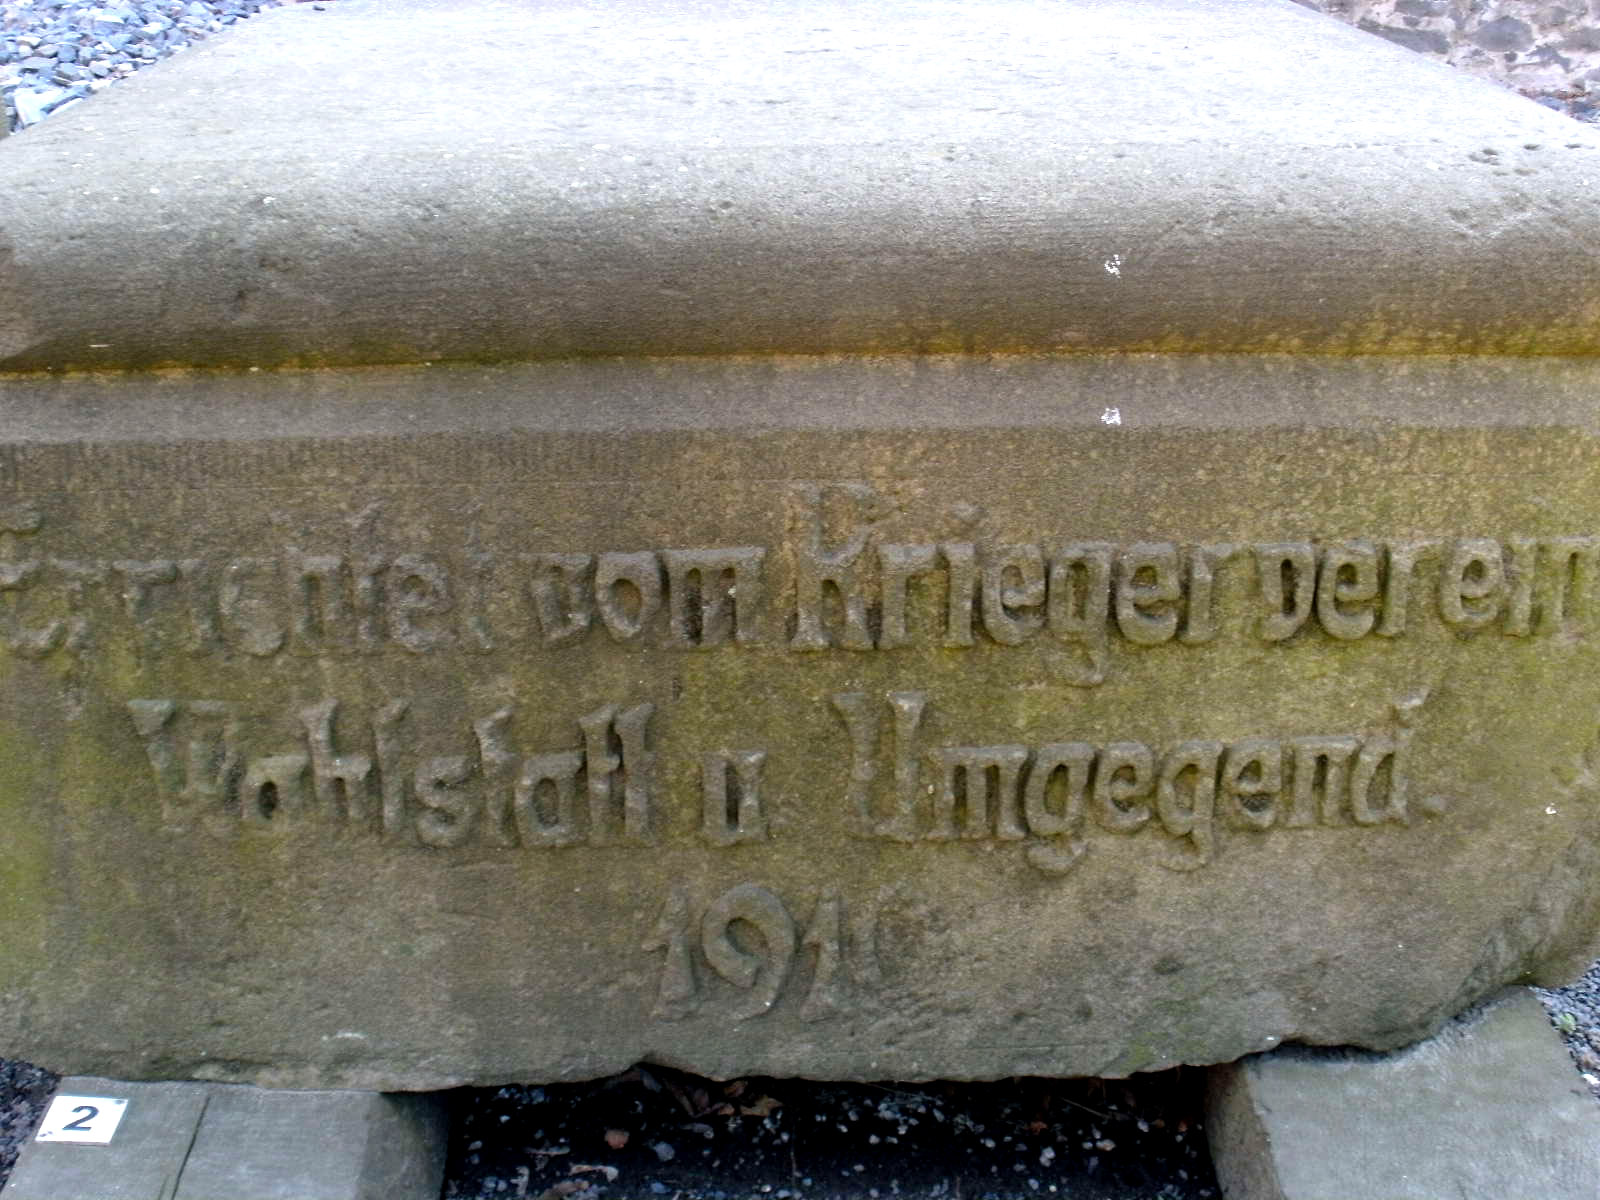 Errichtet vom Kriegerverein
Wahlstatt u. Umgegend.
191
2